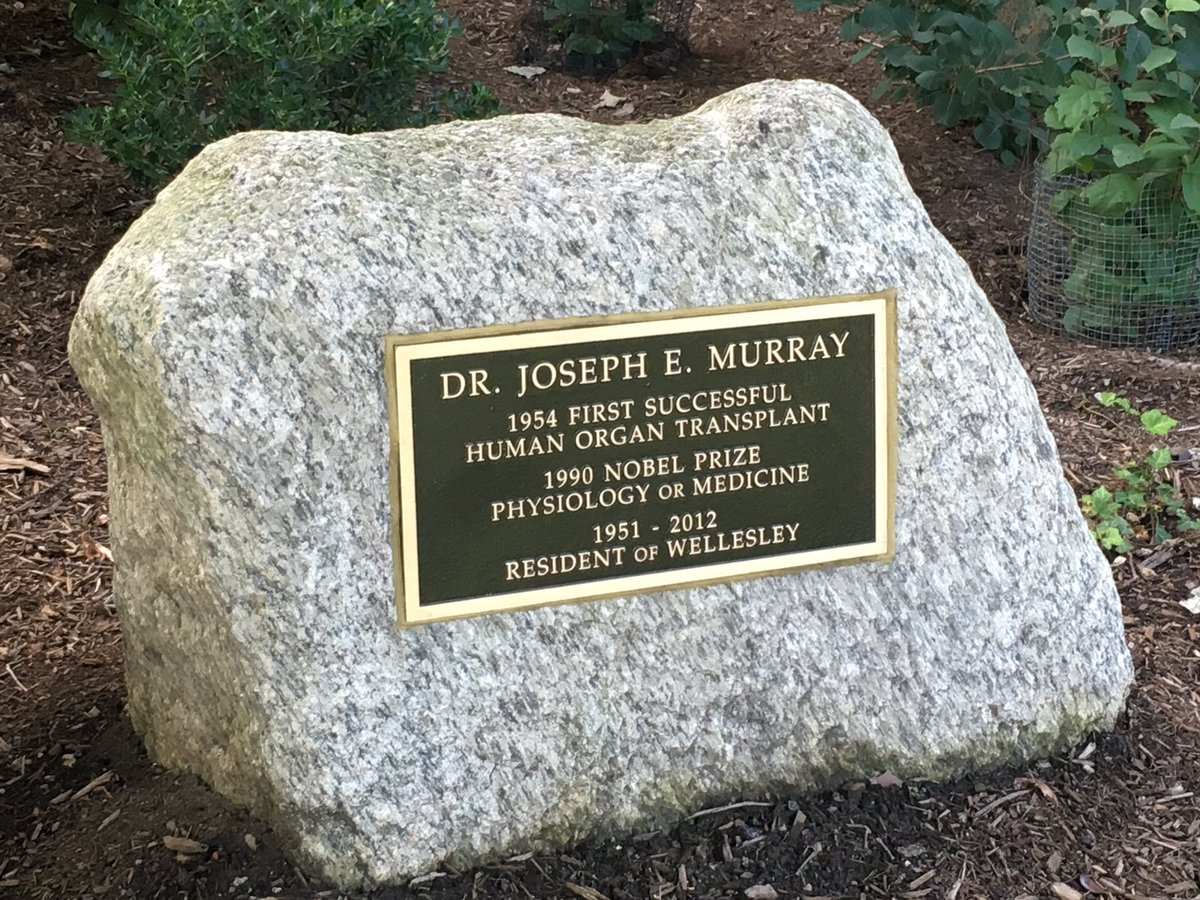 DR. JOSEPH E. MURRAY
1954 FIRST SUCCESSFUL
HUMAN ORGAN TRANSPLANT
1990 NOBEL PRIZE
PHYSIOLOGY OR MEDICINE
1951 - 2012
RESIDENT OF WELLESLEY